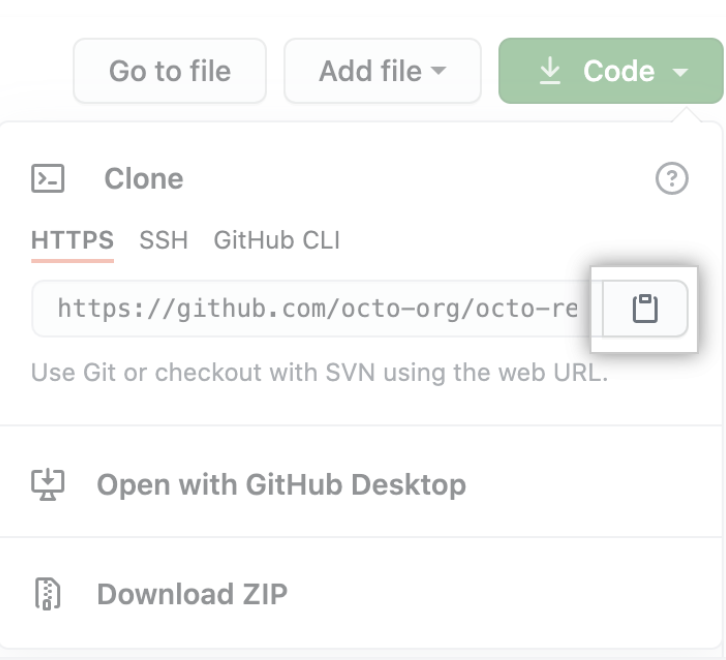 Go to file Add file Code
Clone
HTTPS SSH GitHub CLI
https://github.com/octo-org/octo-re
Use Git or checkout with SVN using the web URL.
Open with GitHub Desktop
Download ZIP